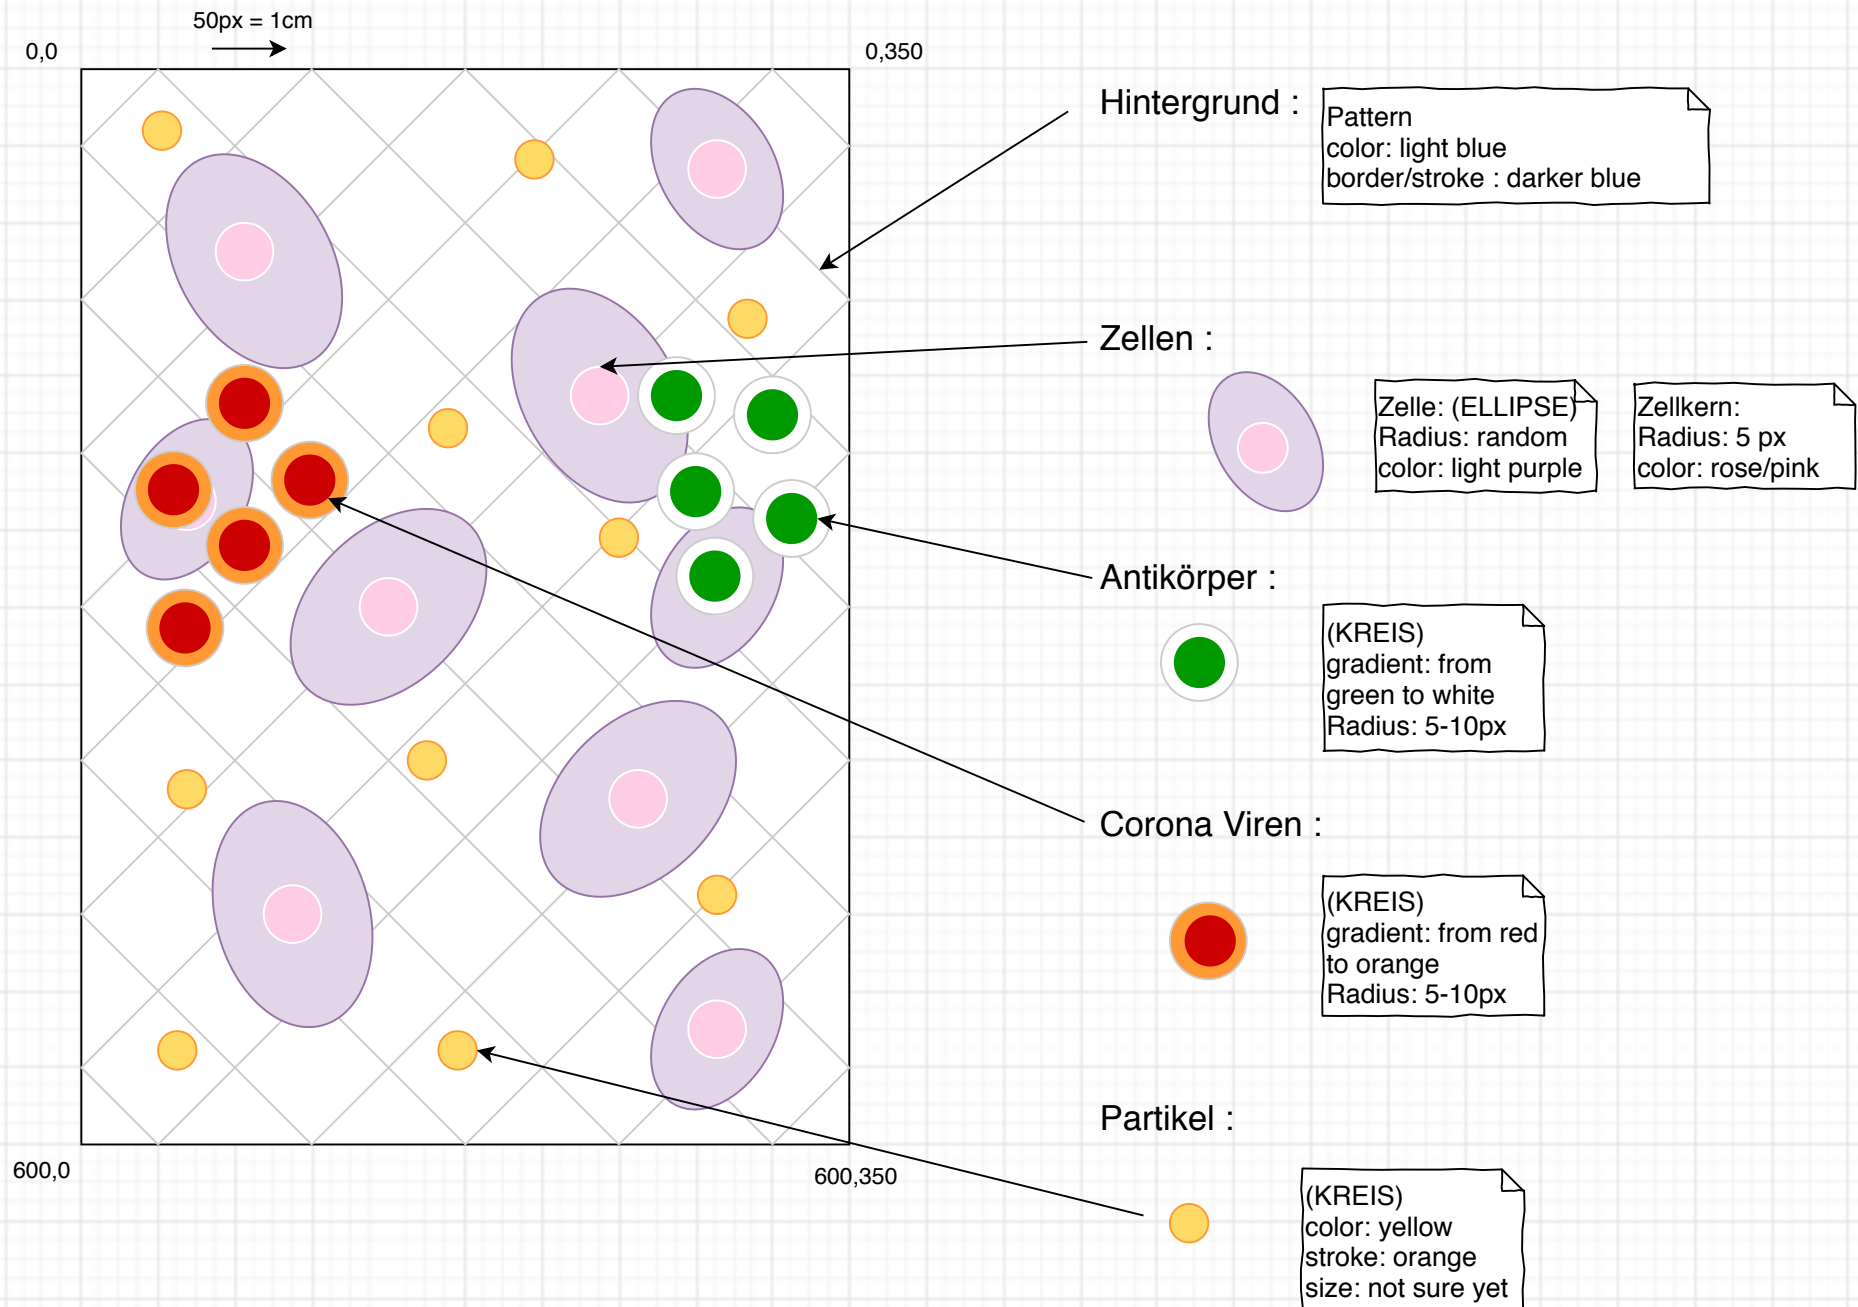 50px = 1cm
0,0
0,350
Hintergrund :
Pattern
color: light blue
border/stroke : darker blue
Zellen :
Zelle: (ELLIPSE)
Radius: random
color: light purple
Zellkern:
Radius: 5 px
color: rose/pink
Antikörper :
(KREIS)
gradient: from
green to white
Radius: 5-10px
Corona Viren :
(KREIS)
gradient: from red
to orange
Radius: 5-10px
Partikel :
(KREIS)
color: yellow
stroke: orange
size: not sure yet
600,0
600,350